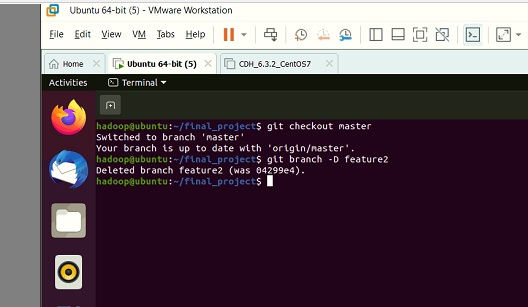 Ubuntu 64-bit (5) - VMware Workstation
File Edit View VM Tabs Help
Home Ubuntu 64-bit (5) CDH_6.3.2_CentOS7
Activities Terminal
hadoop@ubuntu:~/final_project$ git checkout master
Switched to branch 'master'
Your branch is up to date with 'origin/master'.
hadoop@ubuntu:~/final_project$ git branch -D feature2
Deleted branch feature2 (was 04299e4).
hadoop@ubuntu:~/final_project$